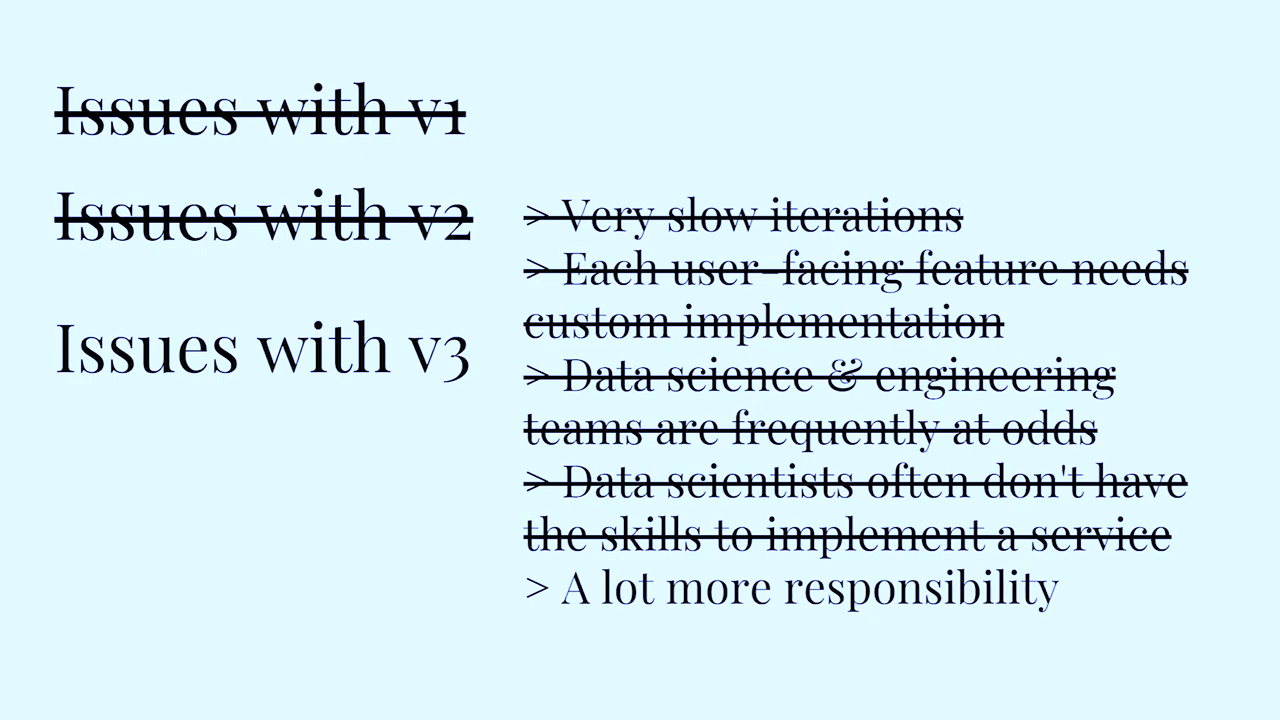 Issues with v1
Issues with v2
Issues with v3
> Very slow iterations
> Each user-facing feature needs
custom implementation
> Data science & engineering
teams are frequently at odds
> Data scientists often don't have
the skills to implement a service
> A lot more responsibility